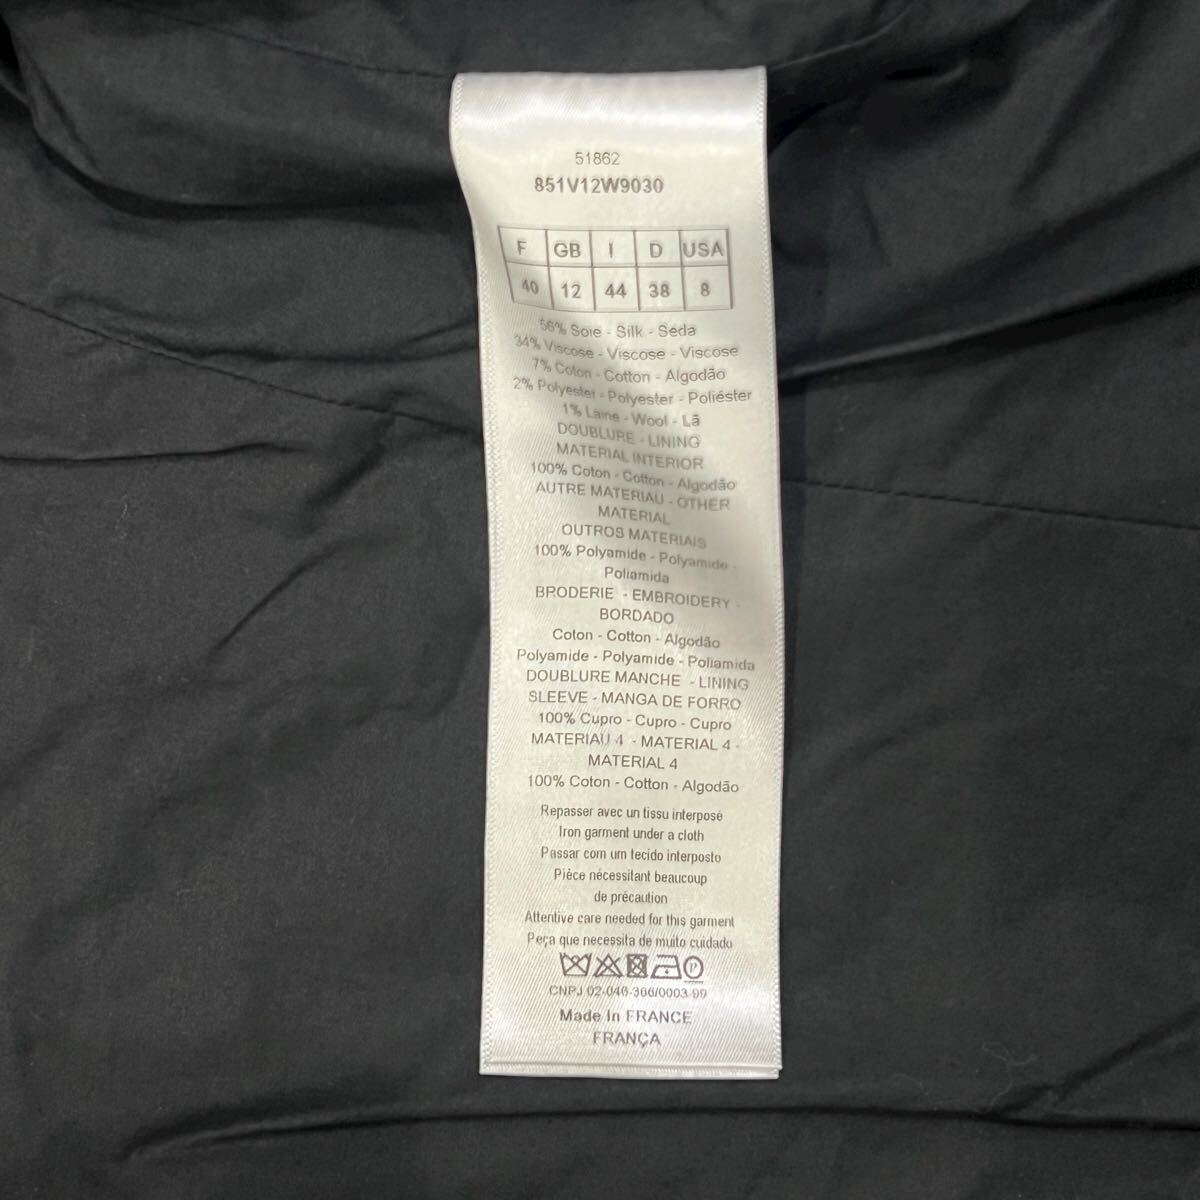 51862
851V12W9030
F GB I D USA
40 12 44 38 8
56% Soie - Silk - Seda
34% Viscose - Viscose - Viscose
7% Coton - Cotton - Algodão
2% Polyester - Polyester - Poliéster
1% Laine - Wool - Lã
DOUBLURE - LINING
MATERIAL INTERIOR
100% Coton - Cotton - Algodão
AUTRE MATERIAU - OTHER
MATERIAL
OUTROS MATERIAIS
100% Polyamide - Polyamide -
Poliamida
BRODERIE - EMBROIDERY -
BORDADO
Coton - Cotton - Algodão
Polyamide - Polyamide - Poliamida
DOUBLURE MANCHE - LINING
SLEEVE - MANGA DE FORRO
100% Cupro - Cupro - Cupro
MATERIAU 4 - MATERIAL 4 -
MATERIAL 4
100% Coton - Cotton - Algodão
Repasser avec un tissu interposé
Iron garment under a cloth
Passar com um tecido interposto
Pièce nécessitant beaucoup
de précaution
Attentive care needed for this garment
Peça que necessita de muito cuidado
P
CNPJ 02-046-366/0003-99
Made In FRANCE
FRANÇA